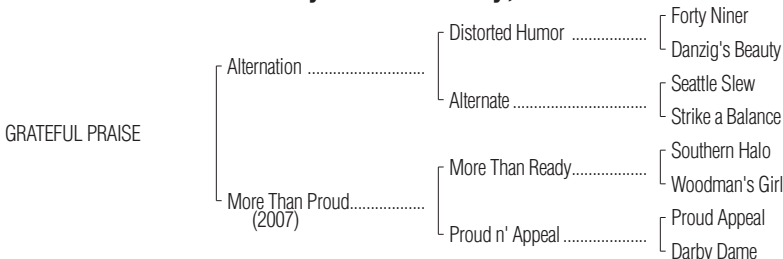 Forty Niner
Distorted Humor ..................
Danzig's Beauty
Alternation ............................
Seattle Slew
Alternate ................................
Strike a Balance
GRATEFUL PRAISE
Southern Halo
More Than Ready..................
Woodman's Girl
More Than Proud..................
(2007)
Proud Appeal
Proud n' Appeal ....................
Darby Dame